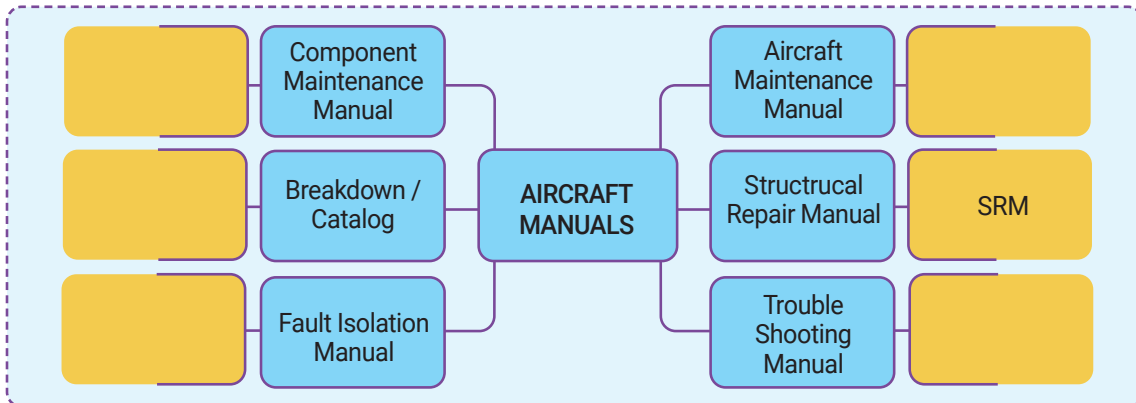 Component
Maintenance
Manual
Breakdown /
Catalog
Fault Isolation
Manual
AIRCRAFT
MANUALS
Aircraft
Maintenance
Manual
Structrucal
Repair Manual
SRM
Trouble
Shooting
Manual